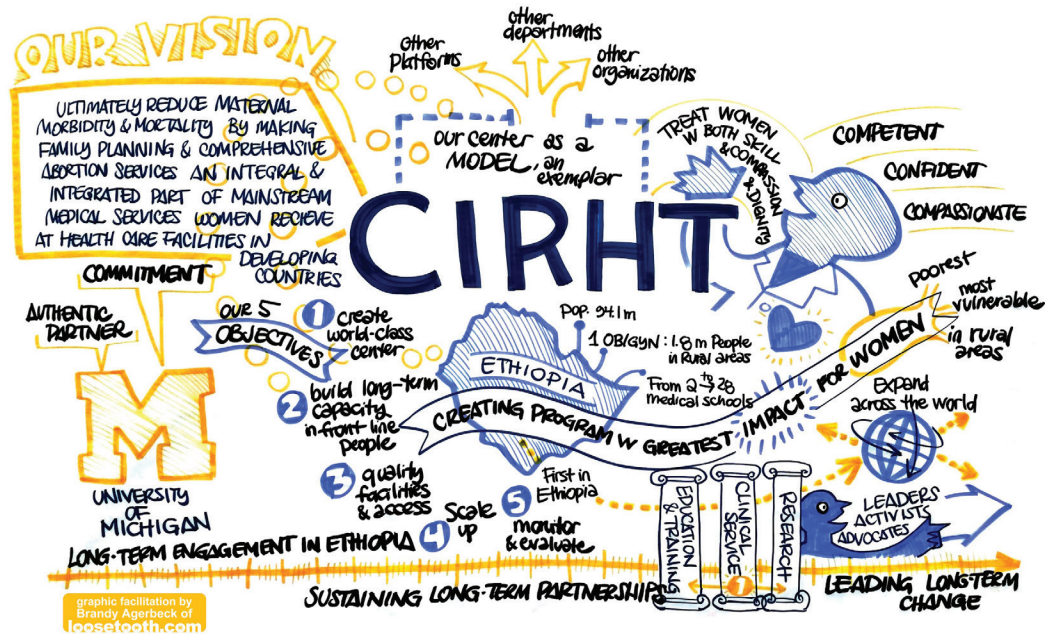 OUR VISION
ULTIMATELY REDUCE MATERNAL
MORBIDITY & MORTALITY BY MAKING
FAMILY PLANNING & COMPREHENSIVE
ABORTION SERVICES AN INTEGRAL &
INTEGRATED PART OF MAINSTREAM
MEDICAL SERVICES WOMEN RECIEVE
AT HEALTH CARE FACILITIES IN
DEVELOPING
COUNTRIES
other
Platforms
other
departments
other
organizations
our center as a
MODEL, an
exemplar
CIRHT
TREAT WOMEN
W BOTH SKILL
& COMPASSION
& DIGNITY
COMPETENT
CONFIDENT
COMPASSIONATE
COMMITMENT
AUTHENTIC
PARTNER
M
UNIVERSITY
OF
MICHIGAN
OUR 5
OBJECTIVES
1 create
world-class
center
2 build long-term
capacity
in front line
people
3 quality
facilities
& access
4 Scale
up
5 monitor
& evaluate
ETHIOPIA
Pop. 94.1m
1 OB/GYN : 1.8 m People
in Rural areas
From 2 to 28
medical schools
CREATING PROGRAM W GREATEST IMPACT FOR WOMEN
poorest
most
vulnerable
in rural
areas
Expand
across the world
First in
Ethiopia
EDUCATION
& TRAINING
CLINICAL
SERVICE
RESEARCH
1
LEADERS
ACTIVISTS
ADVOCATES
LONG-TERM ENGAGEMENT IN ETHIOPIA
SUSTAINING LONG-TERM PARTNERSHIPS
LEADING LONG-TERM
CHANGE
graphic facilitation by
Brandy Agerbeck of
loosetooth.com